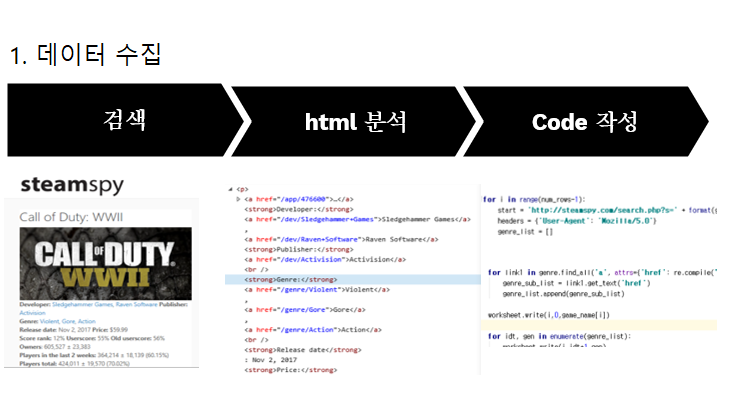 1. 데이터 수집
검색
html 분석
Code 작성
steamspy
Call of Duty: WWII
CALL OF DUTY
WWII
Developer: Sledgehammer Games, Raven Software Publisher:
Activision
Genre: Violent, Gore, Action
Release date: Nov 2, 2017 Price: $59.99
Score rank: 12% Userscore: 55% Old userscore: 56%
Owners: 605,527 ± 23,383
Players in the last 2 weeks: 364,214 ± 18,139 (60.15%)
Players total: 424,011 ± 19,570 (70.02%)
<p>
<a href="/app/476600">…</a>
<strong>Developer:</strong>
<a href="/dev/Sledgehammer+Games">Sledgehammer Games</a>
,
<a href="/dev/Raven+Software">Raven Software</a>
<strong>Publisher:</strong>
<a href="/dev/Activision">Activision</a>
<br />
<strong>Genre:</strong>
<a href="/genre/Violent">Violent</a>
,
<a href="/genre/Gore">Gore</a>
,
<a href="/genre/Action">Action</a>
<br />
<strong>Release date</strong>
: Nov 2, 2017
<strong>Price:</strong>
for i in range(num_rows-1):
start = 'http://steamspy.com/search.php?s=' + format(g
headers = {'User-Agent': 'Mozilla/5.0'}
genre_list = []
for link1 in genre.find_all('a', attrs={'href': re.compile("
genre_sub_list = link1.get_text('href')
genre_list.append(genre_sub_list)
worksheet.write(i,0,game_name[i])
for idt, gen in enumerate(genre_list):